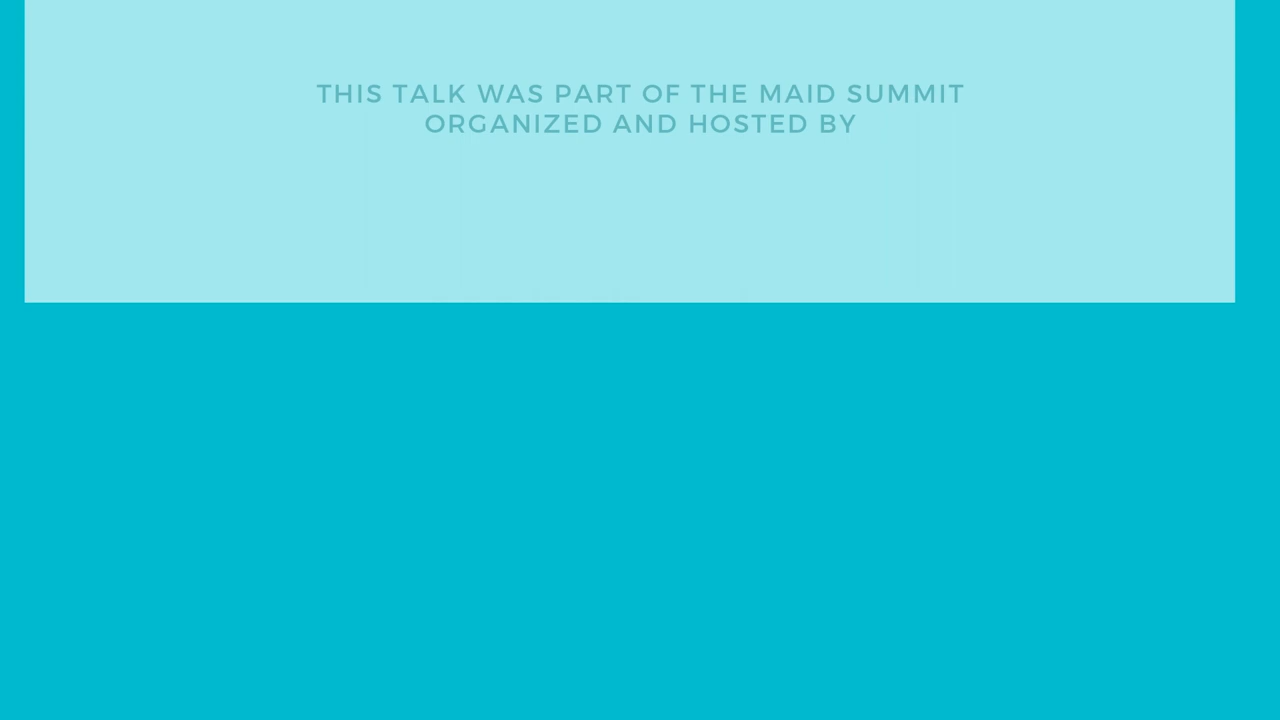 THIS TALK WAS PART OF THE MAID SUMMIT
ORGANIZED AND HOSTED BY